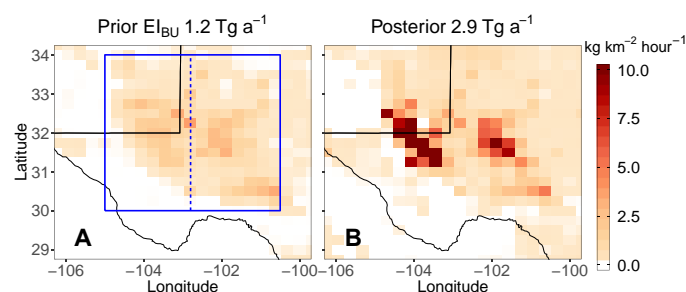 Prior EI_BU 1.2 Tg a⁻¹
Posterior 2.9 Tg a⁻¹
kg km⁻² hour⁻¹
34
33
32
31
30
29
Latitude
A
B
10.0
7.5
5.0
2.5
0.0
−106 −104 −102 −100
−106 −104 −102 −100
Longitude
Longitude